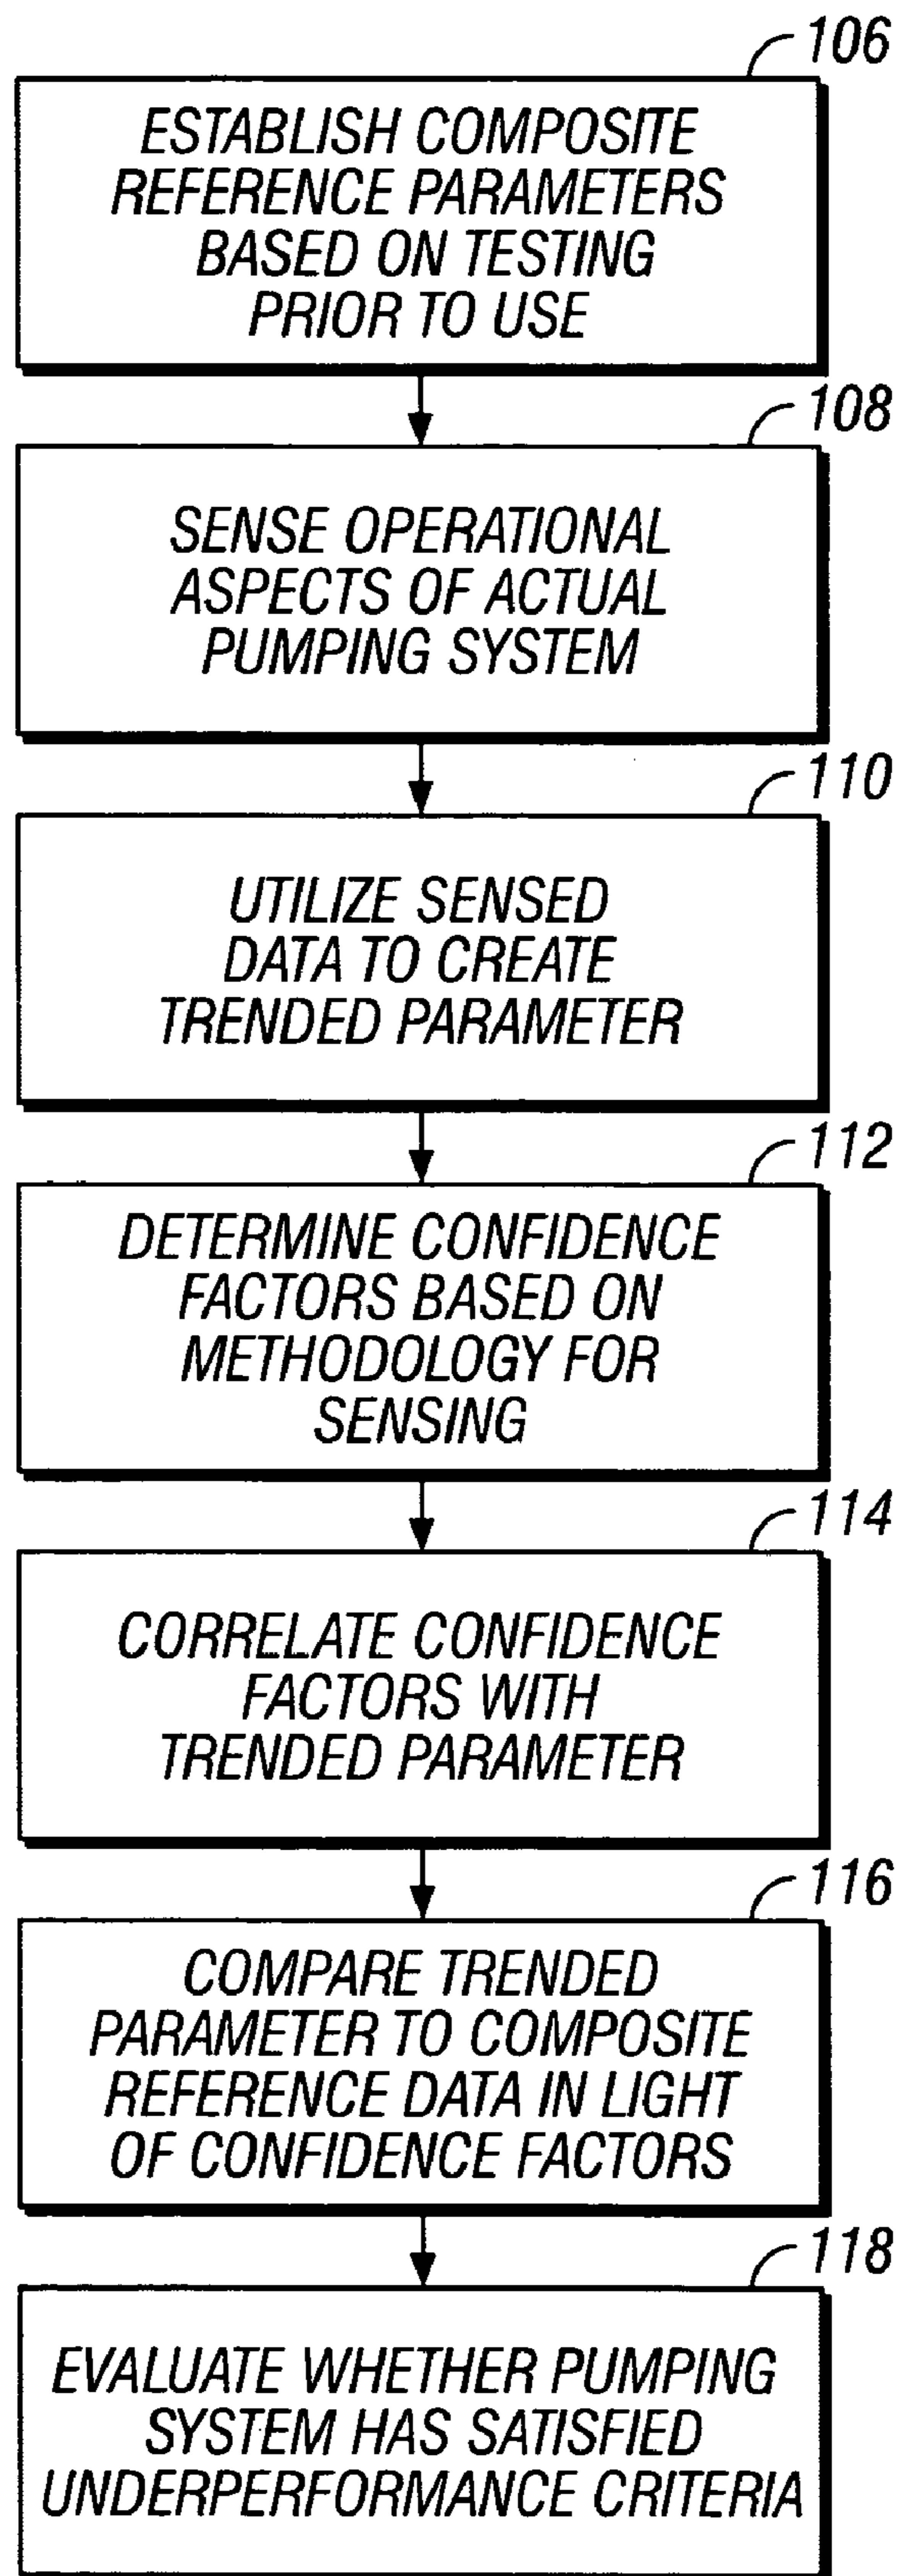 106
ESTABLISH COMPOSITE
REFERENCE PARAMETERS
BASED ON TESTING
PRIOR TO USE
108
SENSE OPERATIONAL
ASPECTS OF ACTUAL
PUMPING SYSTEM
110
UTILIZE SENSED
DATA TO CREATE
TRENDED PARAMETER
112
DETERMINE CONFIDENCE
FACTORS BASED ON
METHODOLOGY FOR
SENSING
114
CORRELATE CONFIDENCE
FACTORS WITH
TRENDED PARAMETER
116
COMPARE TRENDED
PARAMETER TO COMPOSITE
REFERENCE DATA IN LIGHT
OF CONFIDENCE FACTORS
118
EVALUATE WHETHER PUMPING
SYSTEM HAS SATISFIED
UNDERPERFORMANCE CRITERIA